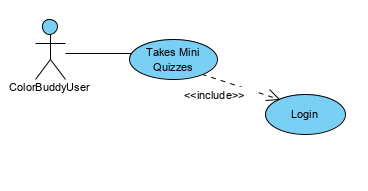 Takes Mini
Quizzes
ColorBuddyUser
<<include>>
Login